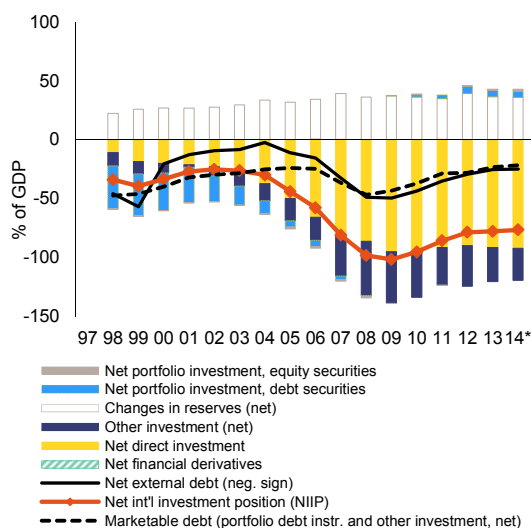 100
50
0
-50
-100
-150
% of GDP
97 98 99 00 01 02 03 04 05 06 07 08 09 10 11 12 13 14*
Net portfolio investment, equity securities
Net portfolio investment, debt securities
Changes in reserves (net)
Other investment (net)
Net direct investment
Net financial derivatives
Net external debt (neg. sign)
Net int'l investment position (NIIP)
Marketable debt (portfolio debt instr. and other investment, net)